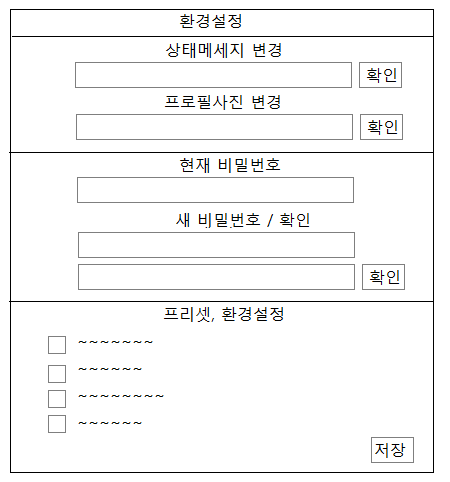 환경설정
상태메세지 변경
확인
프로필사진 변경
확인
현재 비밀번호
새 비밀번호 / 확인
확인
프리셋, 환경설정
~~~~~~~
~~~~~~
~~~~~~~~
~~~~~~
저장